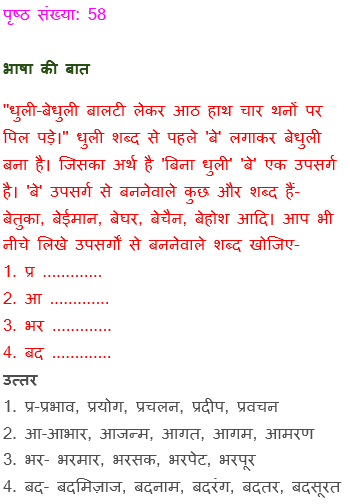 पृष्ठ संख्या: 58
भाषा की बात
"धुली-बेधुली बालटी लेकर आठ हाथ चार थनों पर
पिल पड़े।" धुली शब्द से पहले 'बे' लगाकर बेधुली
बना है। जिसका अर्थ है 'बिना धुली' 'बे' एक उपसर्ग
है। 'बे' उपसर्ग से बननेवाले कुछ और शब्द हैं-
बेतुका, बेईमान, बेघर, बेचैन, बेहोश आदि। आप भी
नीचे लिखे उपसर्गों से बननेवाले शब्द खोजिए-
1. प्र .............
2. आ .............
3. भर .............
4. बद .............
उत्तर
1. प्र-प्रभाव, प्रयोग, प्रचलन, प्रदीप, प्रवचन
2. आ-आभार, आजन्म, आगत, आगम, आमरण
3. भर- भरमार, भरसक, भरपेट, भरपूर
4. बद- बदमिज़ाज, बदनाम, बदरंग, बदतर, बदसूरत